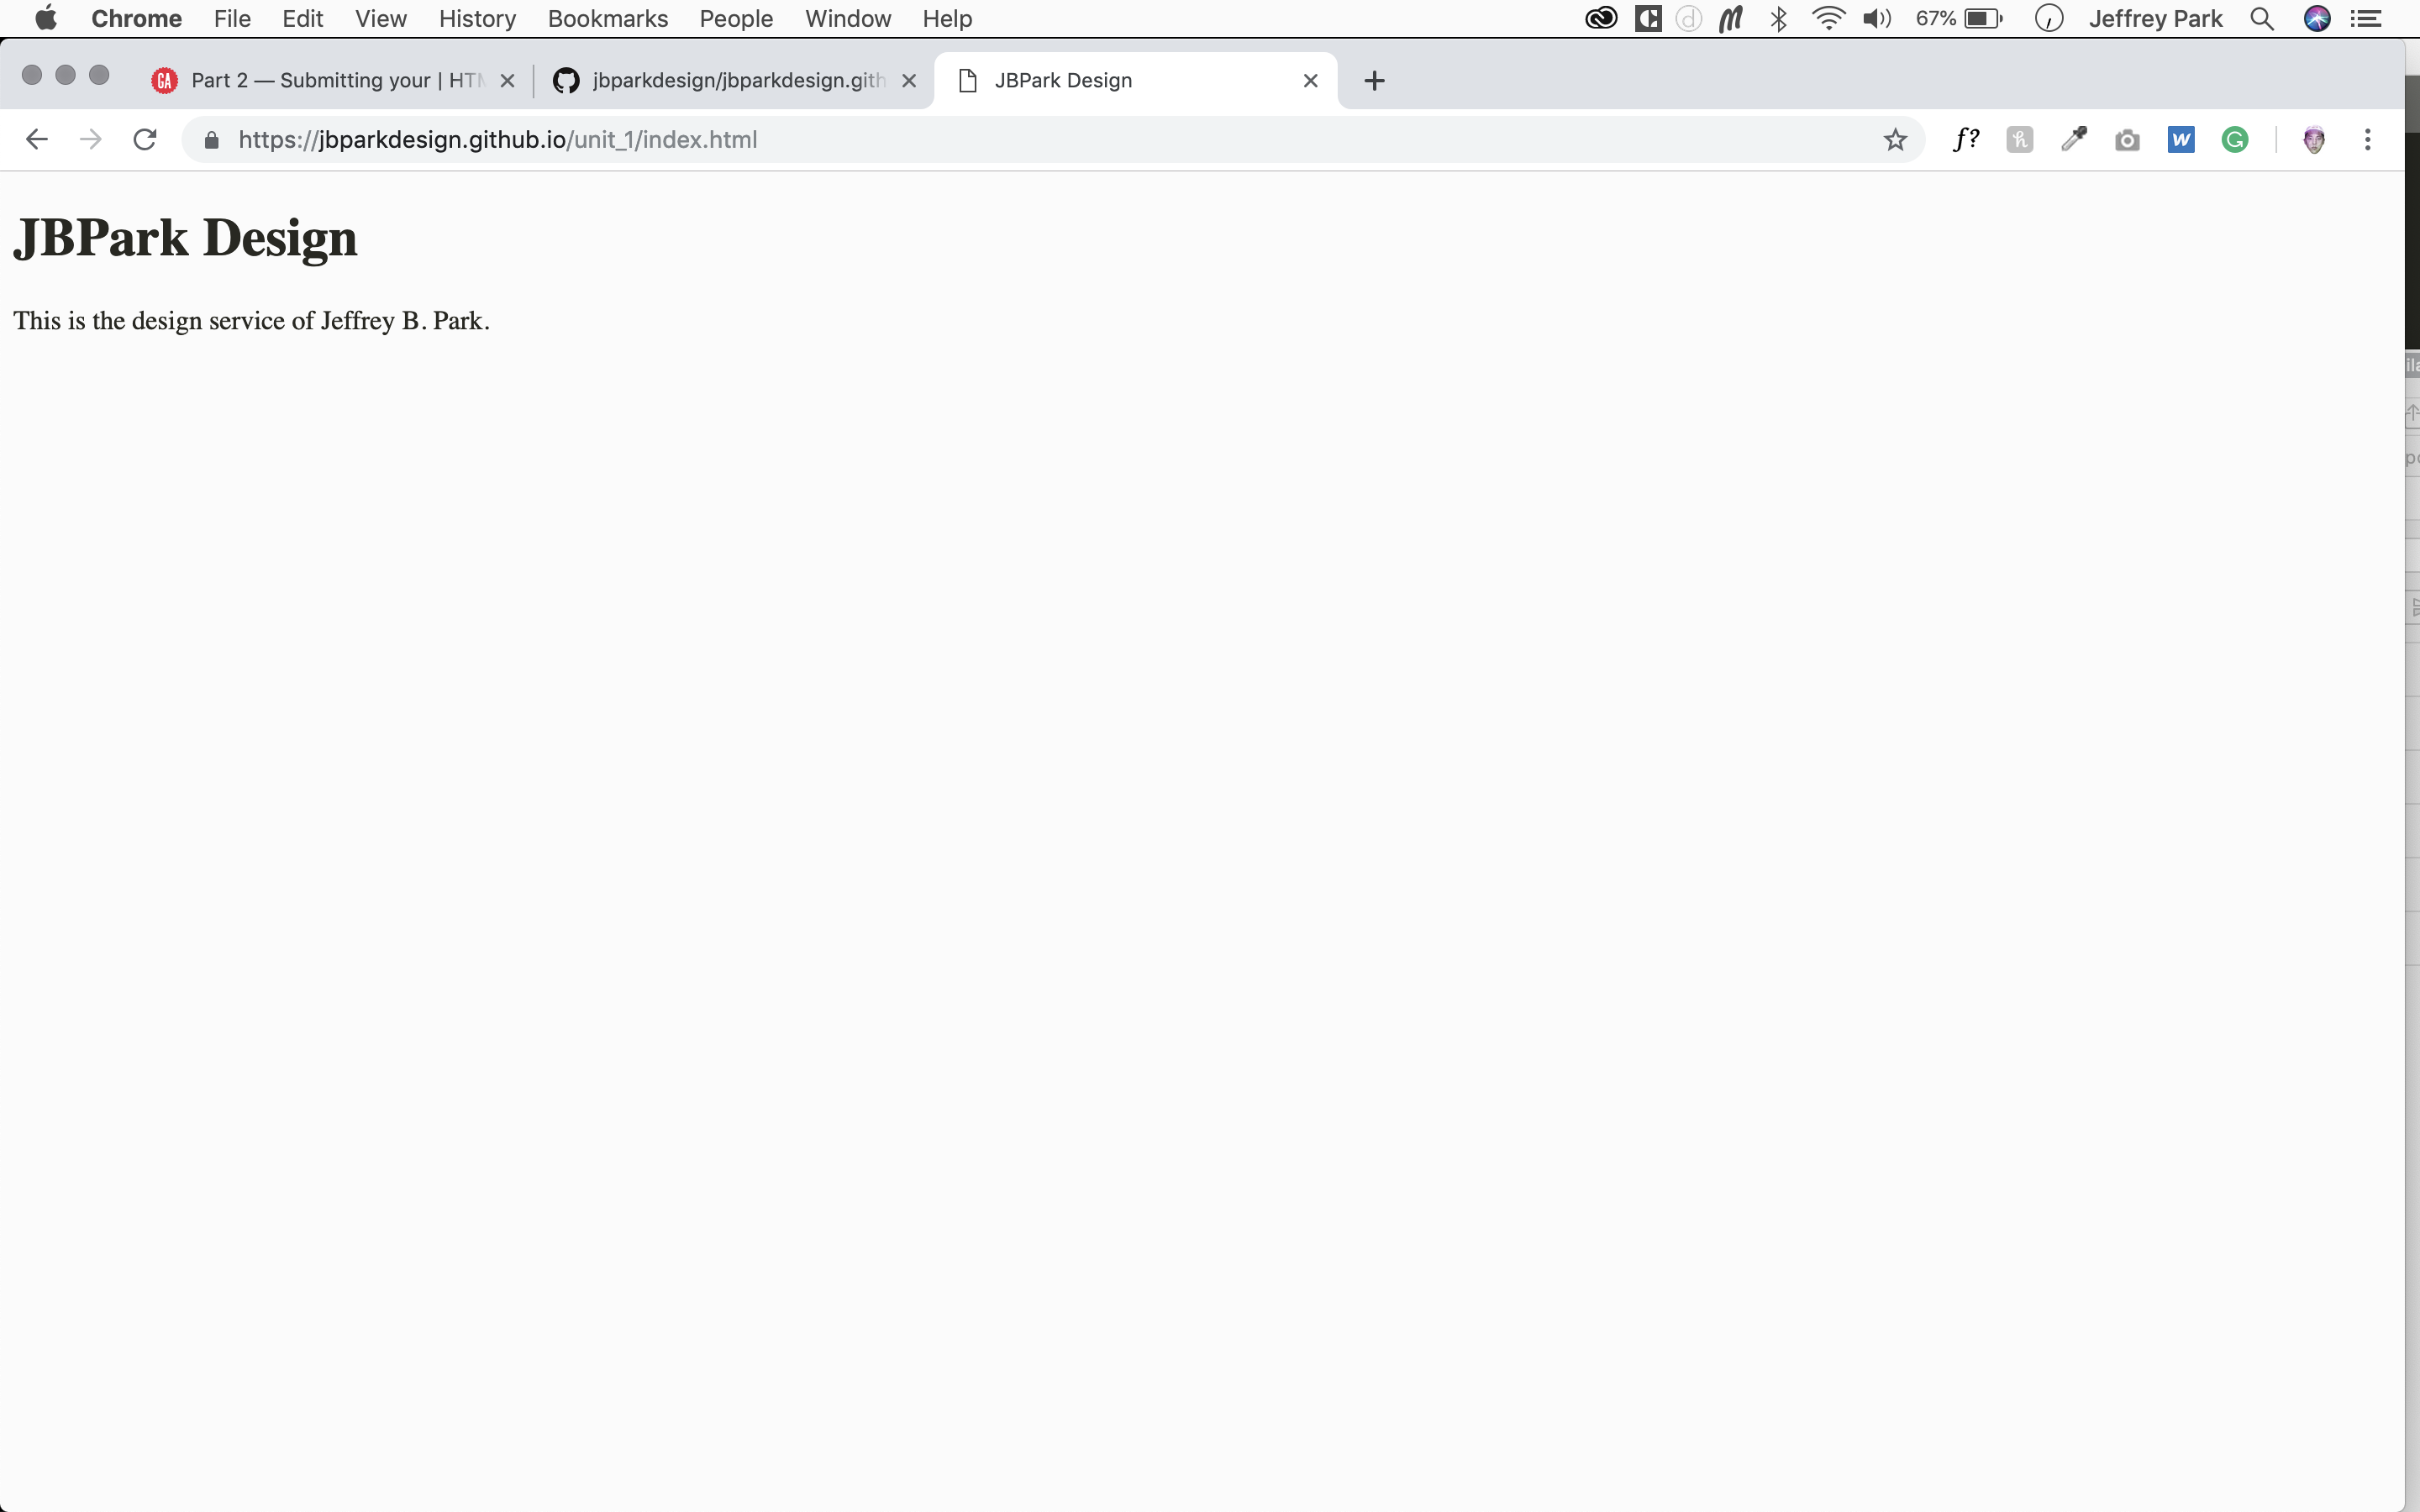 Chrome File Edit View History Bookmarks People Window Help 67% Jeffrey Park
Part 2 — Submitting your | HTM jbparkdesign/jbparkdesign.gith JBPark Design
https://jbparkdesign.github.io/unit_1/index.html f? W G
JBPark Design
This is the design service of Jeffrey B. Park.